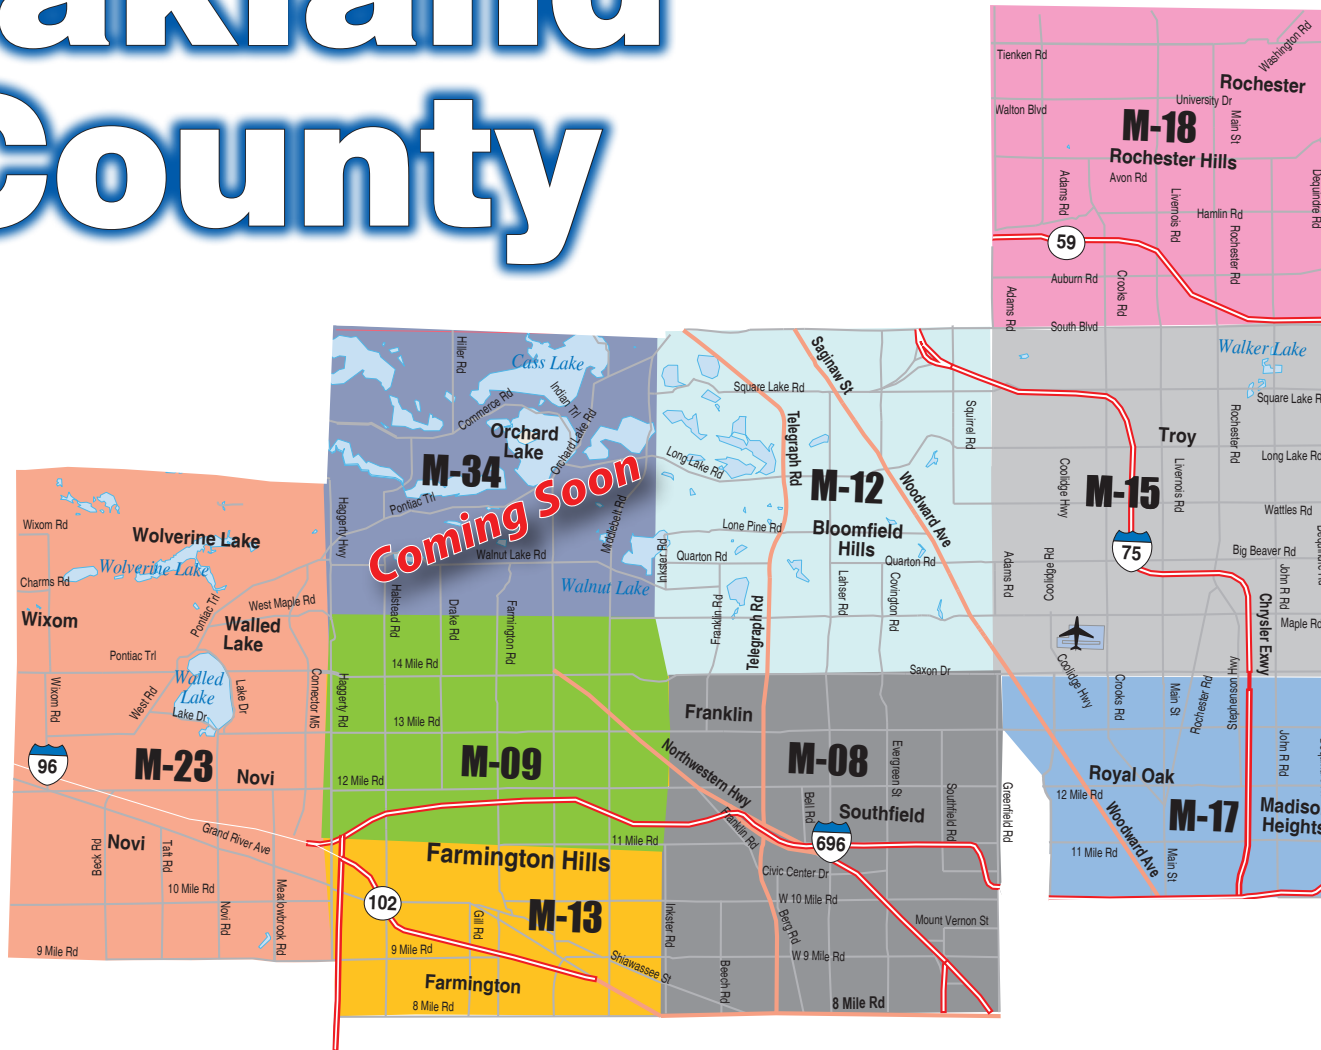 akland
County
Tienken Rd
Washington Rd
Rochester
Walton Blvd
University Dr
Main St
M-18
Rochester Hills
Adams Rd
Avon Rd
Livernois Rd
Dequindre Rd
Hamlin Rd
Rochester Rd
59
Auburn Rd
Crooks Rd
Adams Rd
South Blvd
Hiller Rd
Cass Lake
Commerce Rd
Indian Trl
Orchard Lake Rd
Orchard
Lake
M-34
Pontiac Trl
Coming Soon
Haggerty Hwy
Middlebelt Rd
Walnut Lake Rd
Walnut Lake
Inkster Rd
Halstead Rd
Drake Rd
Farmington Rd
Saginaw St
Square Lake Rd
Telegraph Rd
Squirrel Rd
Long Lake Rd
M-12
Woodward Ave
Lone Pine Rd
Bloomfield
Hills
Quarton Rd
Quarton Rd
Lahser Rd
Covington Rd
Franklin Rd
Telegraph Rd
Saxon Dr
Walker Lake
Square Lake R
Rochester Rd
Troy
Long Lake Rd
Coolidge Hwy
Livernois Rd
M-15
Wattles Rd
75
Big Beaver Rd
Adams Rd
Coolidge Rd
John R Rd
Chrysler Exwy
Maple Rd
Coolidge Hwy
Stephenson Hwy
Wixom Rd
Wolverine Lake
Wolverine Lake
Charms Rd
Wixom
Pontiac Trl
West Maple Rd
Walled
Lake
Pontiac Trl
Walled
Lake
Wixom Rd
West Rd
Lake Dr
Lake Dr
Connector M5
96
M-23
Novi
Novi
Grand River Ave
Beck Rd
Taft Rd
10 Mile Rd
Novi Rd
Meadowbrook Rd
9 Mile Rd
14 Mile Rd
Haggerty Rd
13 Mile Rd
M-09
12 Mile Rd
11 Mile Rd
Northwestern Hwy
Farmington Hills
102
M-13
Gill Rd
9 Mile Rd
Shiawassee St
Farmington
8 Mile Rd
Franklin
M-08
Evergreen St
Bell Rd
Southfield
Southfield Rd
Greenfield Rd
Franklin Rd
696
Civic Center Dr
W 10 Mile Rd
Inkster Rd
Berg Rd
Mount Vernon St
W 9 Mile Rd
Beech Rd
8 Mile Rd
Crooks Rd
Main St
Rochester Rd
John R Rd
Royal Oak
12 Mile Rd
Woodward Ave
M-17
Madiso
Heights
11 Mile Rd
Main St